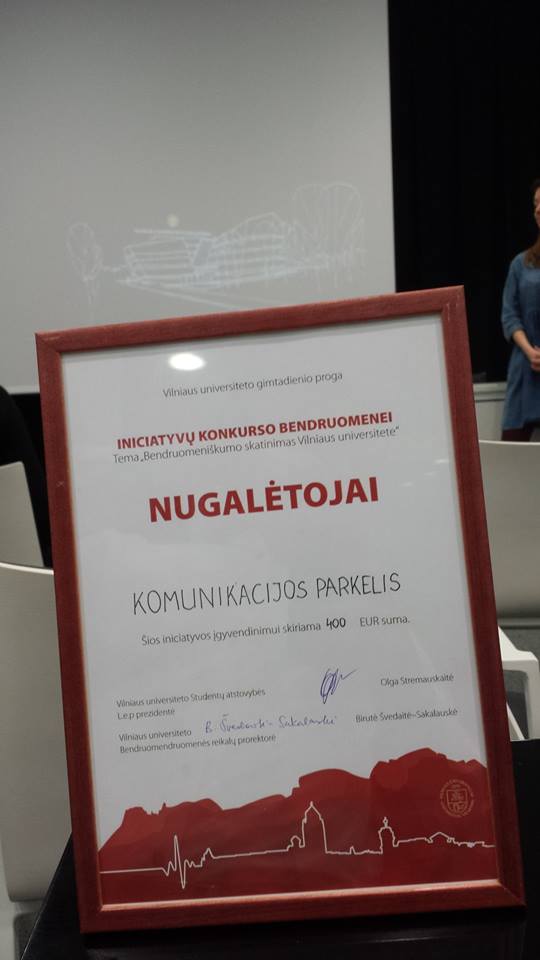 Vilniaus universiteto gimtadienio proga
INICIATYVŲ KONKURSO BENDRUOMENEI
Tema „Bendruomeniškumo skatinimas Vilniaus universitete“
NUGALĖTOJAI
KOMUNIKACIJOS PARKELIS
Šios iniciatyvos įgyvendinimui skiriama 400 EUR suma.
Vilniaus universiteto Studentų atstovybės
L.e.p prezidentė
Olga Stremauskaitė
Vilniaus universiteto
Bendruomendruomenės reikalų prorektorė
B. Švedaitė-Sakalauskė
Birutė Švedaitė–Sakalauskė